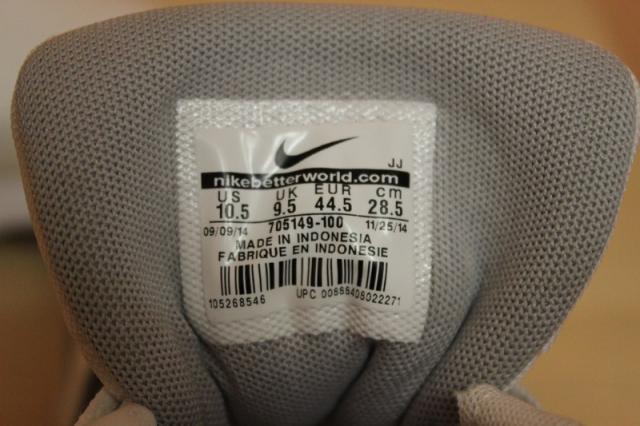 JJ
nikebetterworld.com
US UK EUR cm
10.5 9.5 44.5 28.5
09/09/14 705149-100 11/25/14
MADE IN INDONESIA
FABRIQUE EN INDONESIE
105268546 UPC 00888408022271